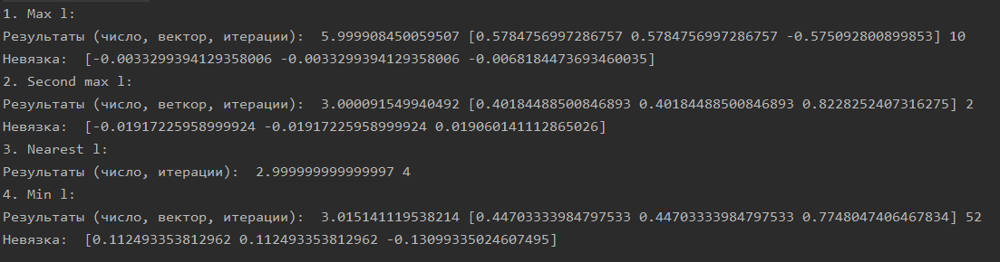 1. Max l:
Результаты (число, вектор, итерации):  5.999908450059507 [0.5784756997286757 0.5784756997286757 -0.575092800899853] 10
Невязка:  [-0.0033299394129358006 -0.0033299394129358006 -0.0068184473693460035]
2. Second max l:
Результаты (число, веткор, итерации):  3.000091549940492 [0.40184488500846893 0.40184488500846893 0.8228252407316275] 2
Невязка:  [-0.01917225958999924 -0.01917225958999924 0.019060141112865026]
3. Nearest l:
Результаты (число, итерации):  2.999999999999997 4
4. Min l:
Результаты (число, вектор, итерации):  3.015141119538214 [0.44703333984797533 0.44703333984797533 0.7748047406467834] 52
Невязка:  [0.112493353812962 0.112493353812962 -0.13099335024607495]